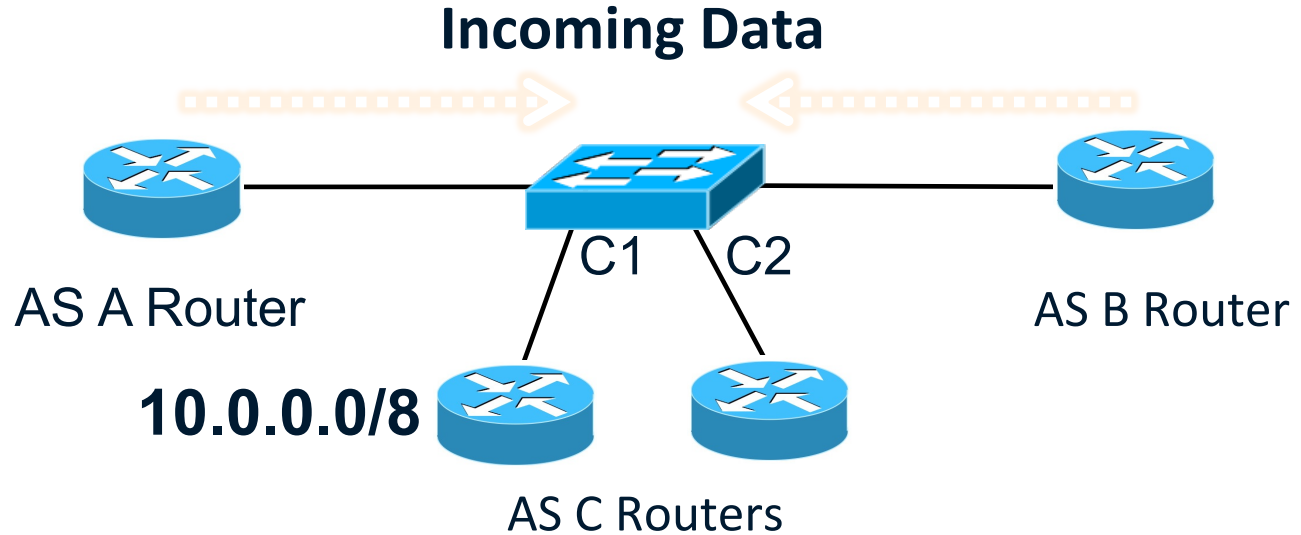 Incoming Data
C1
C2
AS A Router
AS B Router
10.0.0.0/8
AS C Routers